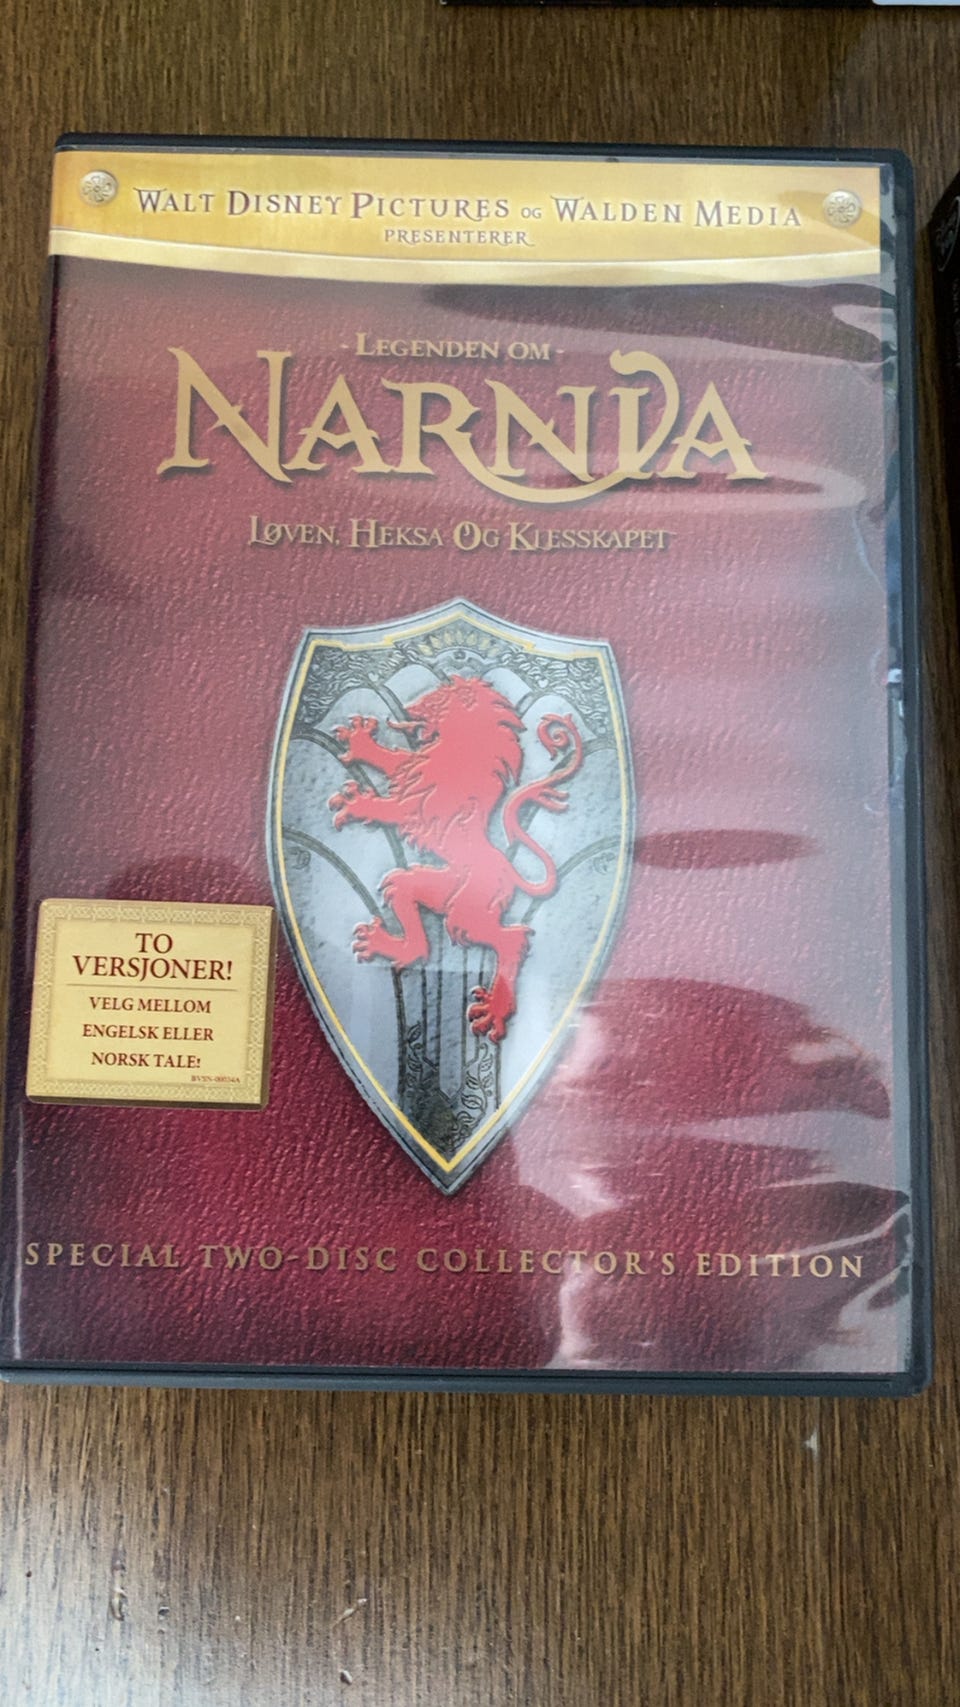 WALT DISNEY PICTURES OG WALDEN MEDIA
PRESENTERER
- LEGENDEN OM -
NARNIA
LØVEN, HEKSA OG KLESSKAPET
TO
VERSJONER!
VELG MELLOM
ENGELSK ELLER
NORSK TALE!
SPECIAL TWO-DISC COLLECTOR'S EDITION